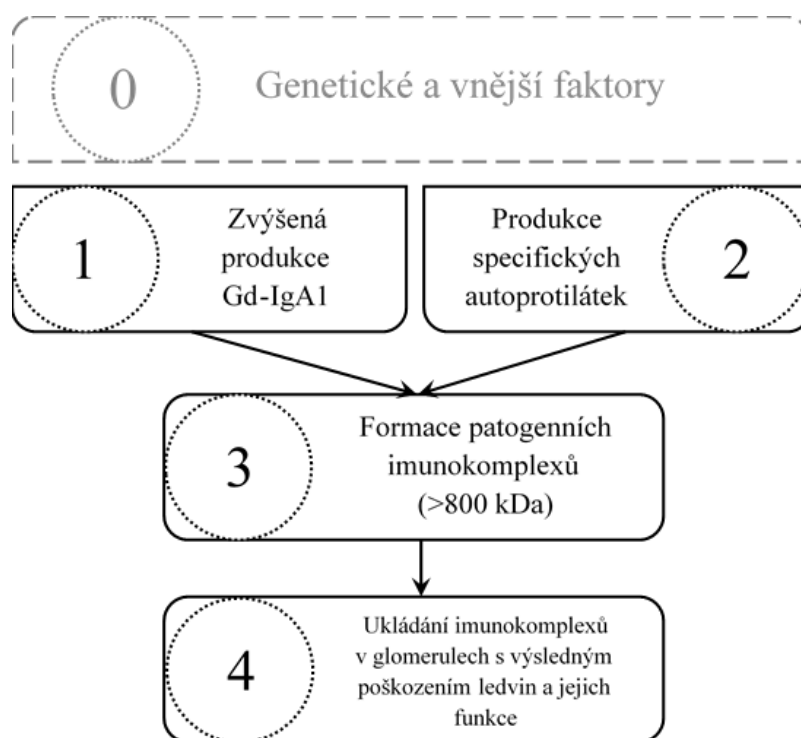 0
Genetické a vnější faktory
1
Zvýšená
produkce
Gd-IgA1
Produkce
specifických
autoprotilátek
2
3
Formace patogenních
imunokomplexů
(>800 kDa)
4
Ukládání imunokomplexů
v glomerulech s výsledným
poškozením ledvin a jejich
funkce